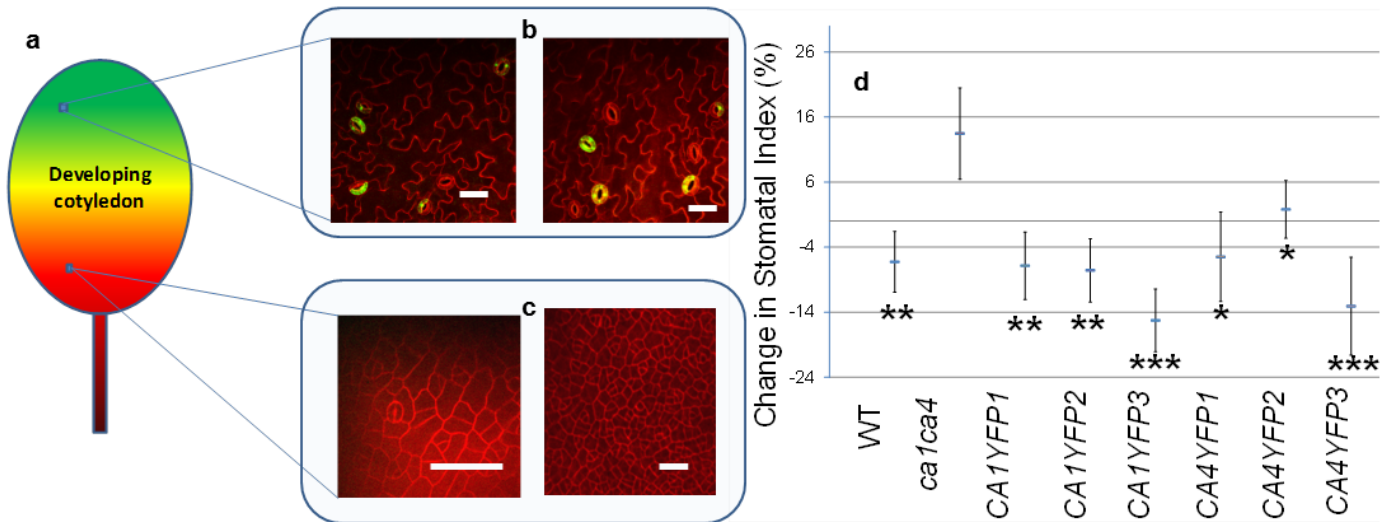 a
Developing
cotyledon
b
c
d
Change in Stomatal Index (%)
26
16
6
-4
-14
-24
**
**
**
***
*
*
***
WT
ca1ca4
CA1YFP1
CA1YFP2
CA1YFP3
CA4YFP1
CA4YFP2
CA4YFP3